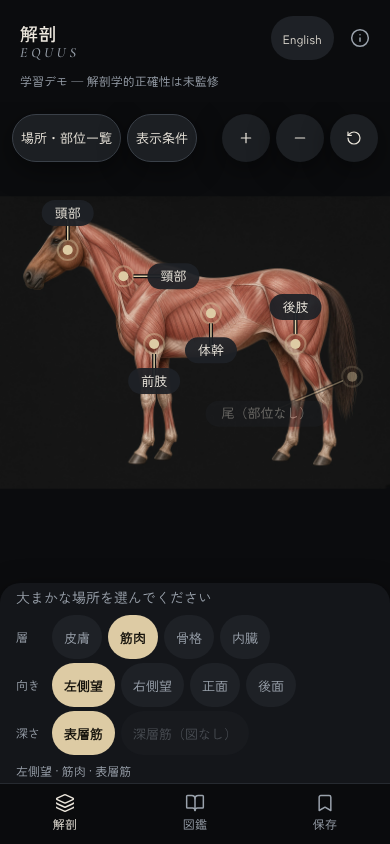 解剖
EQUUS
English
学習デモ — 解剖学的正確性は未監修
場所・部位一覧
表示条件
頭部
頸部
後肢
体幹
前肢
尾（部位なし）
大まかな場所を選んでください
層 皮膚 筋肉 骨格 内臓
向き 左側望 右側望 正面 後面
深さ 表層筋 深層筋（図なし）
左側望 · 筋肉 · 表層筋
解剖 図鑑 保存